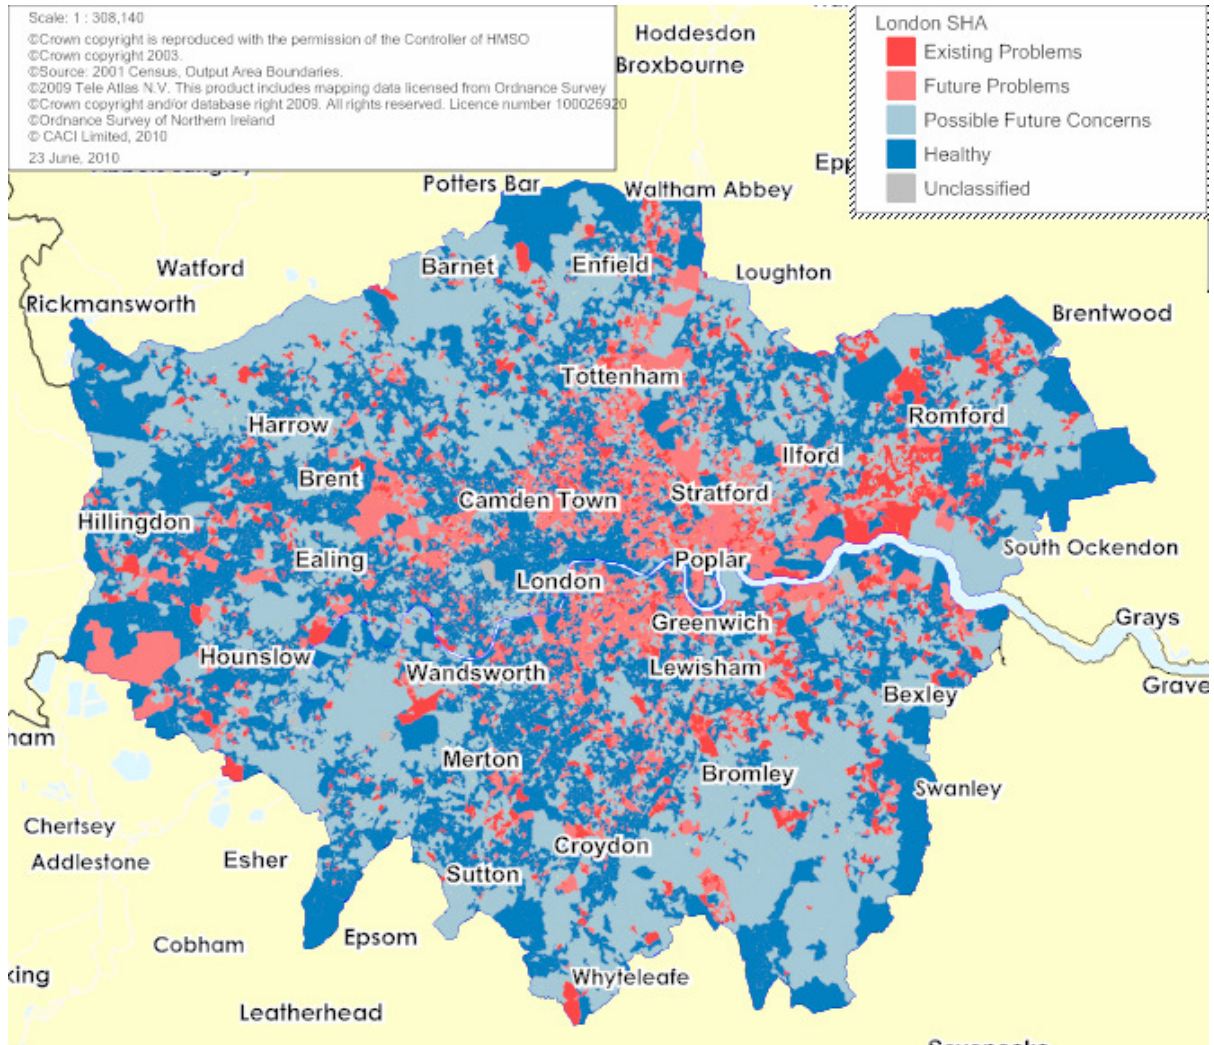 Scale: 1 : 308,140
©Crown copyright is reproduced with the permission of the Controller of HMSO
©Crown copyright 2003.
©Source: 2001 Census, Output Area Boundaries.
©2009 Tele Atlas N.V. This product includes mapping data licensed from Ordnance Survey
©Crown copyright and/or database right 2009. All rights reserved. Licence number 100026920
©Ordnance Survey of Northern Ireland
© CACI Limited, 2010
23 June, 2010
London SHA
Existing Problems
Future Problems
Possible Future Concerns
Healthy
Unclassified
Hoddesdon
Broxbourne
Epp
Potters Bar
Waltham Abbey
Watford
Barnet
Enfield
Loughton
Rickmansworth
Brentwood
Tottenham
Harrow
Romford
Ilford
Brent
Camden Town
Stratford
Hillingdon
Ealing
London
Poplar
South Ockendon
Greenwich
Grays
Hounslow
Wandsworth
Lewisham
Bexley
Grave
ham
Merton
Bromley
Swanley
Chertsey
Addlestone
Esher
Croydon
Sutton
Cobham
Epsom
king
Whyteleafe
Leatherhead